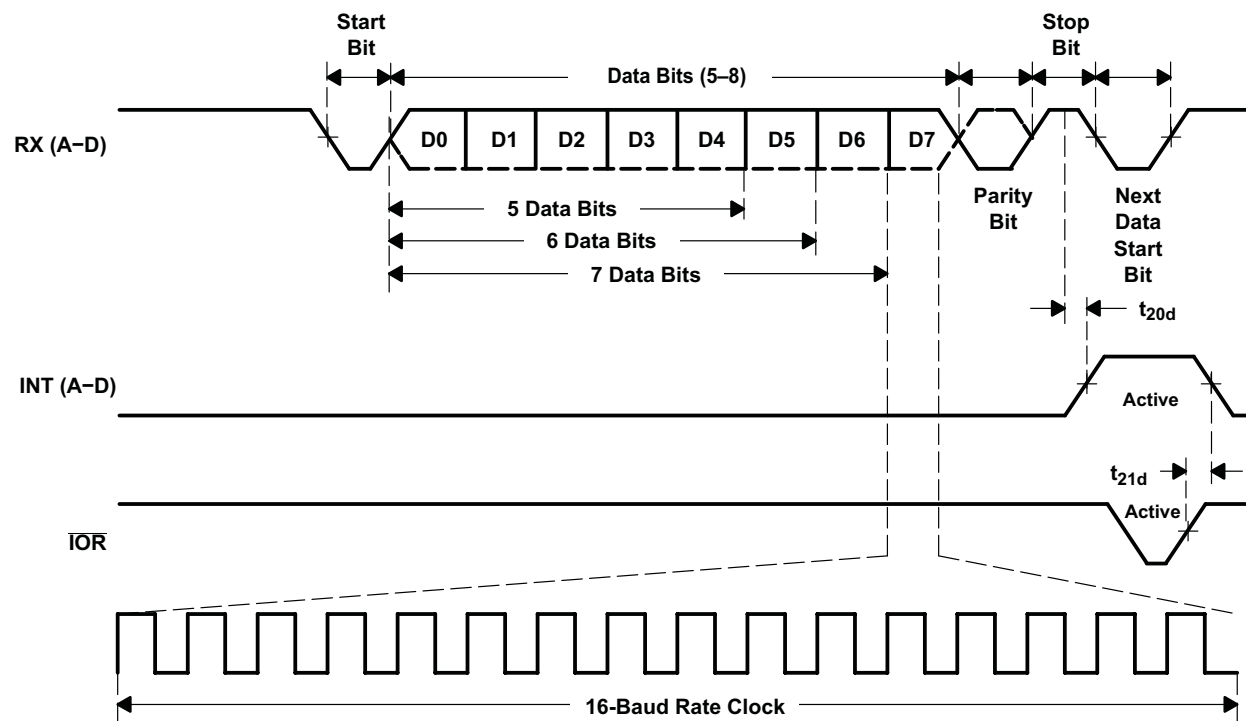 Start
Bit
Data Bits (5–8)
Stop
Bit
RX (A−D)
D0 D1 D2 D3 D4 D5 D6 D7
5 Data Bits
6 Data Bits
7 Data Bits
Parity
Bit
Next
Data
Start
Bit
t20d
INT (A−D)
Active
t21d
Active
IOR
16-Baud Rate Clock